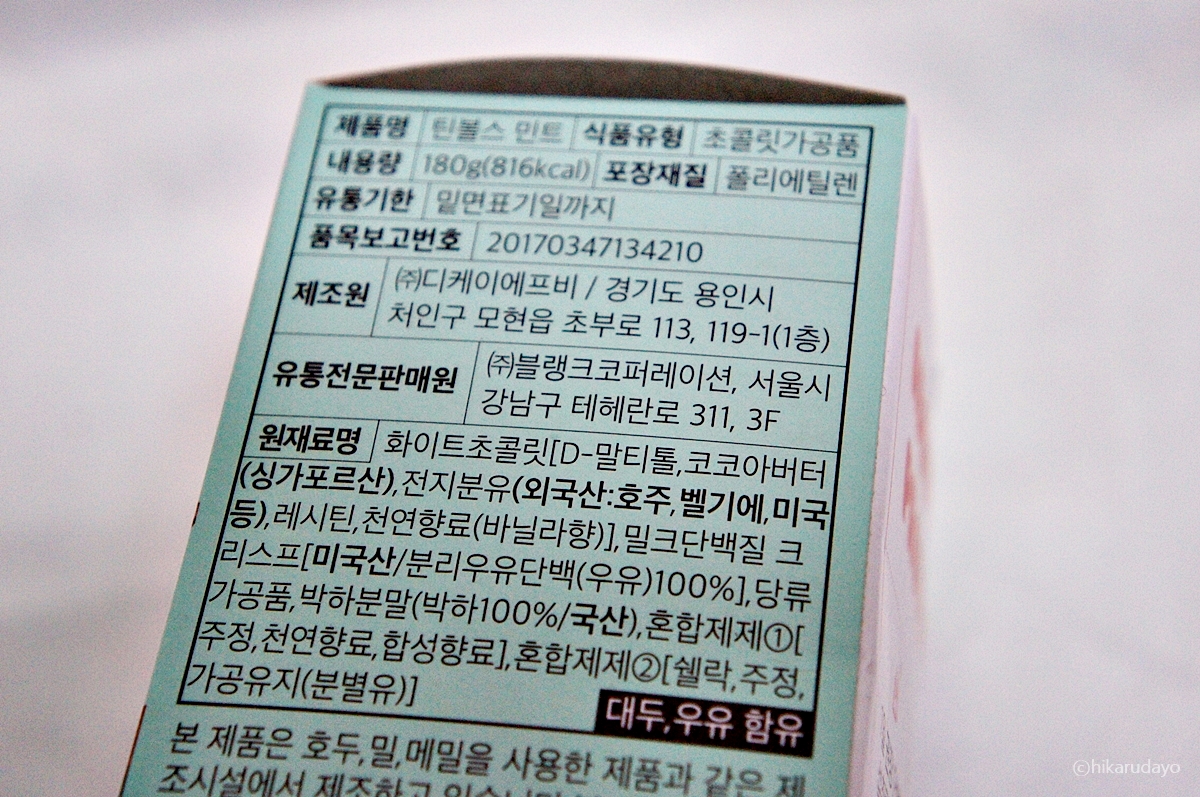 제품명 틴볼스 민트 식품유형 초콜릿가공품
내용량 180g(816kcal) 포장재질 폴리에틸렌
유통기한 밑면표기일까지
품목보고번호 20170347134210
제조원 ㈜디케이에프비 / 경기도 용인시
처인구 모현읍 초부로 113, 119-1(1층)
유통전문판매원 ㈜블랭크코퍼레이션, 서울시
강남구 테헤란로 311, 3F
원재료명 화이트초콜릿[D-말티톨,코코아버터
(싱가포르산),전지분유(외국산:호주,벨기에,미국
등),레시틴,천연향료(바닐라향)],밀크단백질 크
리스프[미국산/분리우유단백(우유)100%],당류
가공품,박하분말(박하100%/국산),혼합제제①[
주정,천연향료,합성향료],혼합제제②[쉘락,주정,
가공유지(분별유)]
대두,우유 함유
본 제품은 호두,밀,메밀을 사용한 제품과 같은 제
조시설에서 제조하고
©hikarudayo